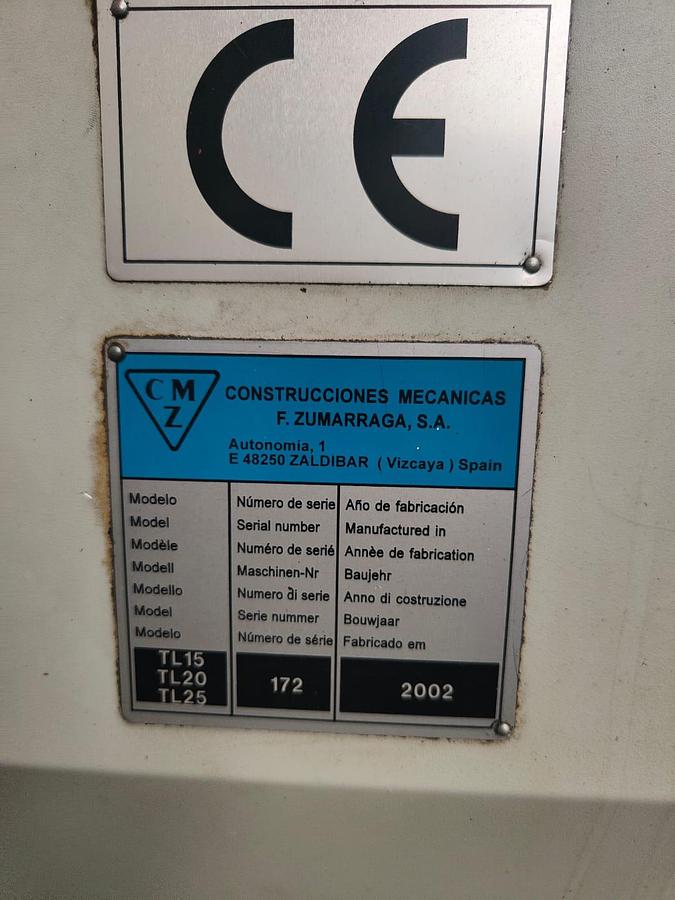 CE
CMZ
CONSTRUCCIONES MECANICAS
F. ZUMARRAGA, S.A.
Autonomia, 1
E 48250 ZALDIBAR ( Vizcaya ) Spain
Modelo
Model
Modèle
Modell
Modello
Model
Modelo
TL15
TL20
TL25
Número de serie
Serial number
Numéro de serié
Maschinen-Nr
Numero di serie
Serie nummer
Número de série
172
Año de fabricación
Manufactured in
Annèe de fabrication
Baujehr
Anno di costruzione
Bouwjaar
Fabricado em
2002